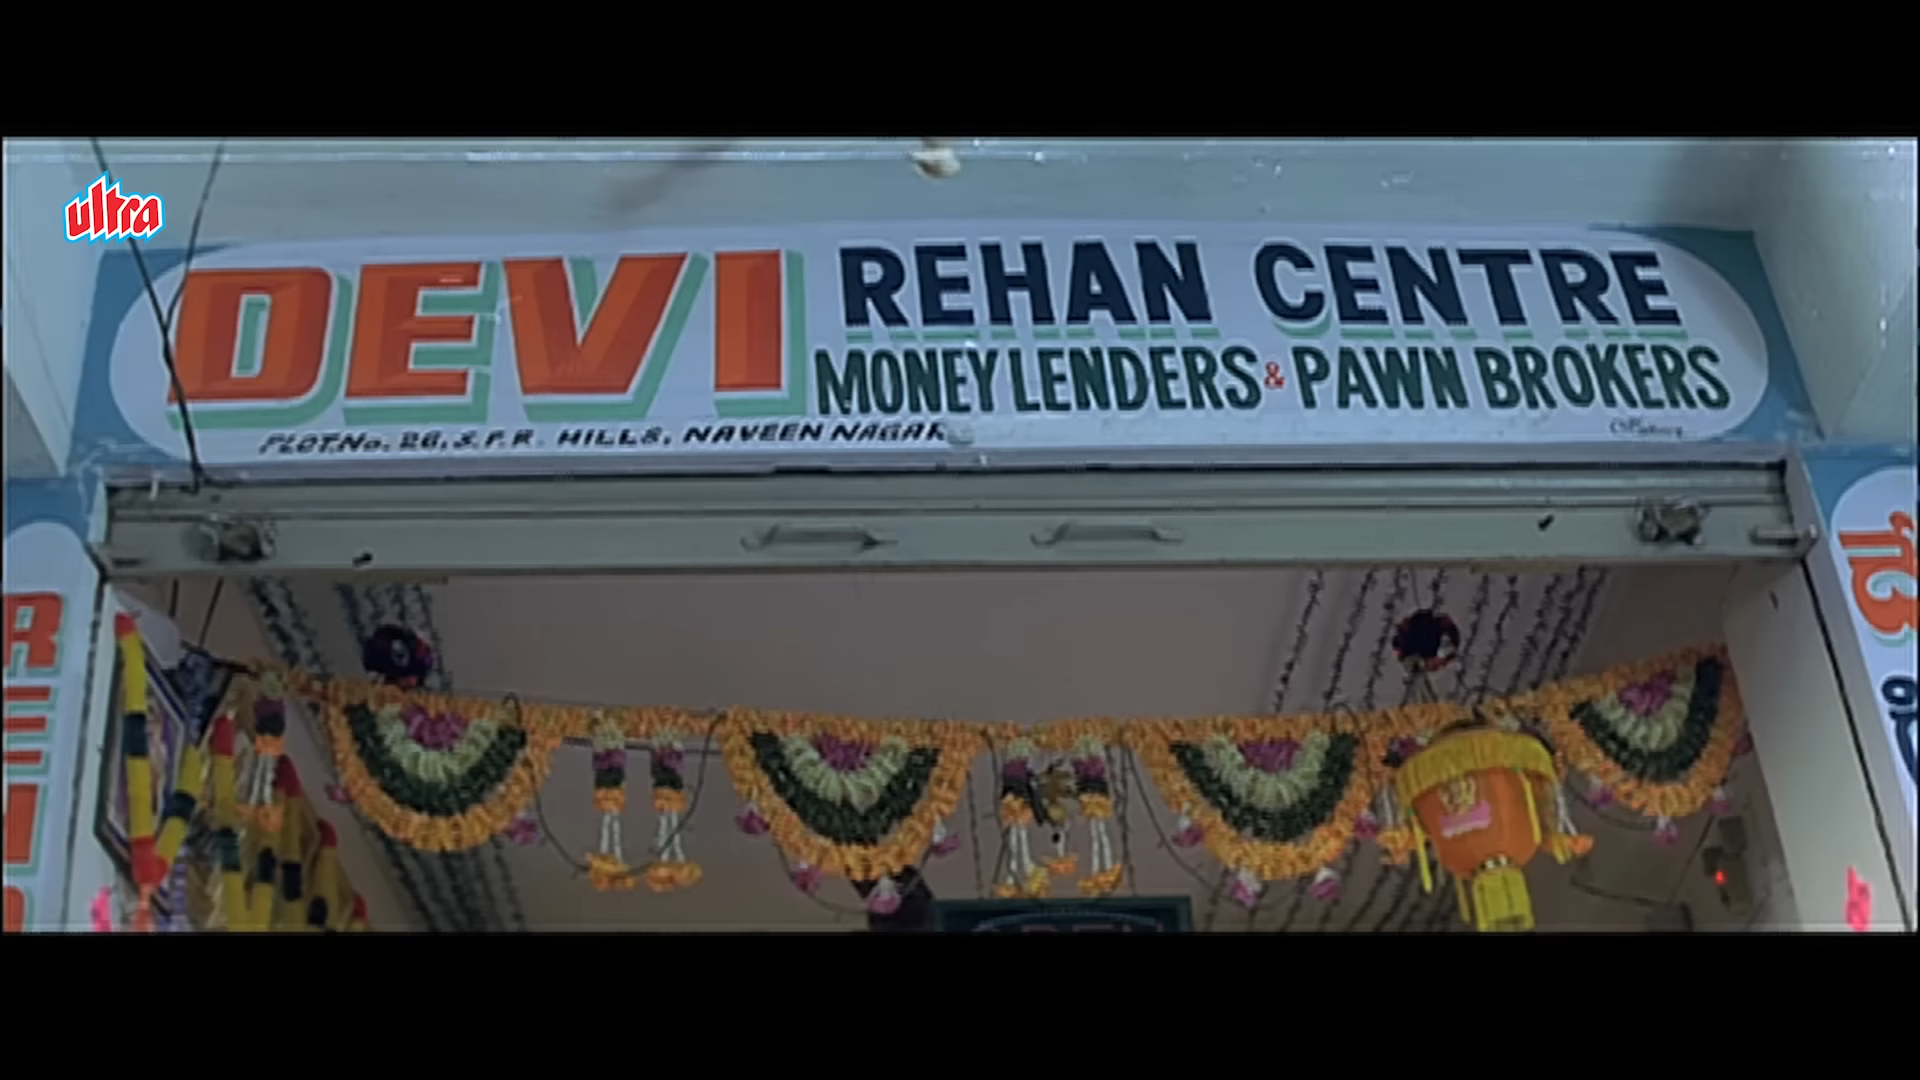 ultra
DEVI REHAN CENTRE
MONEY LENDERS & PAWN BROKERS
PLOT.No. 26, S.P.R. HILLS, NAVEEN NAGAR